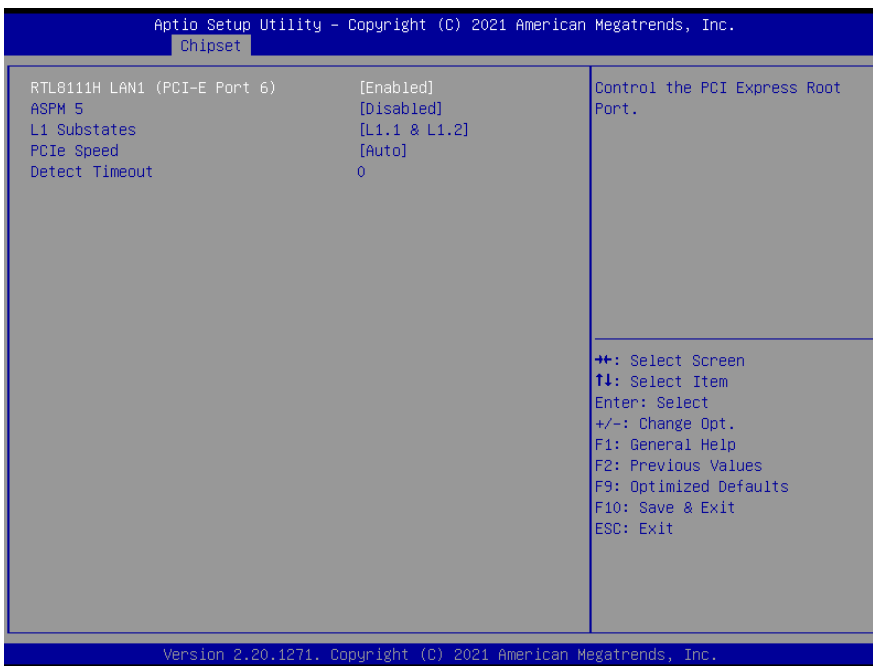 Aptio Setup Utility – Copyright (C) 2021 American Megatrends, Inc.
Chipset
RTL8111H LAN1 (PCI-E Port 6) [Enabled]
ASPM 5 [Disabled]
L1 Substates [L1.1 & L1.2]
PCIe Speed [Auto]
Detect Timeout 0
Control the PCI Express Root
Port.
→←: Select Screen
↑↓: Select Item
Enter: Select
+/-: Change Opt.
F1: General Help
F2: Previous Values
F9: Optimized Defaults
F10: Save & Exit
ESC: Exit
Version 2.20.1271. Copyright (C) 2021 American Megatrends, Inc.